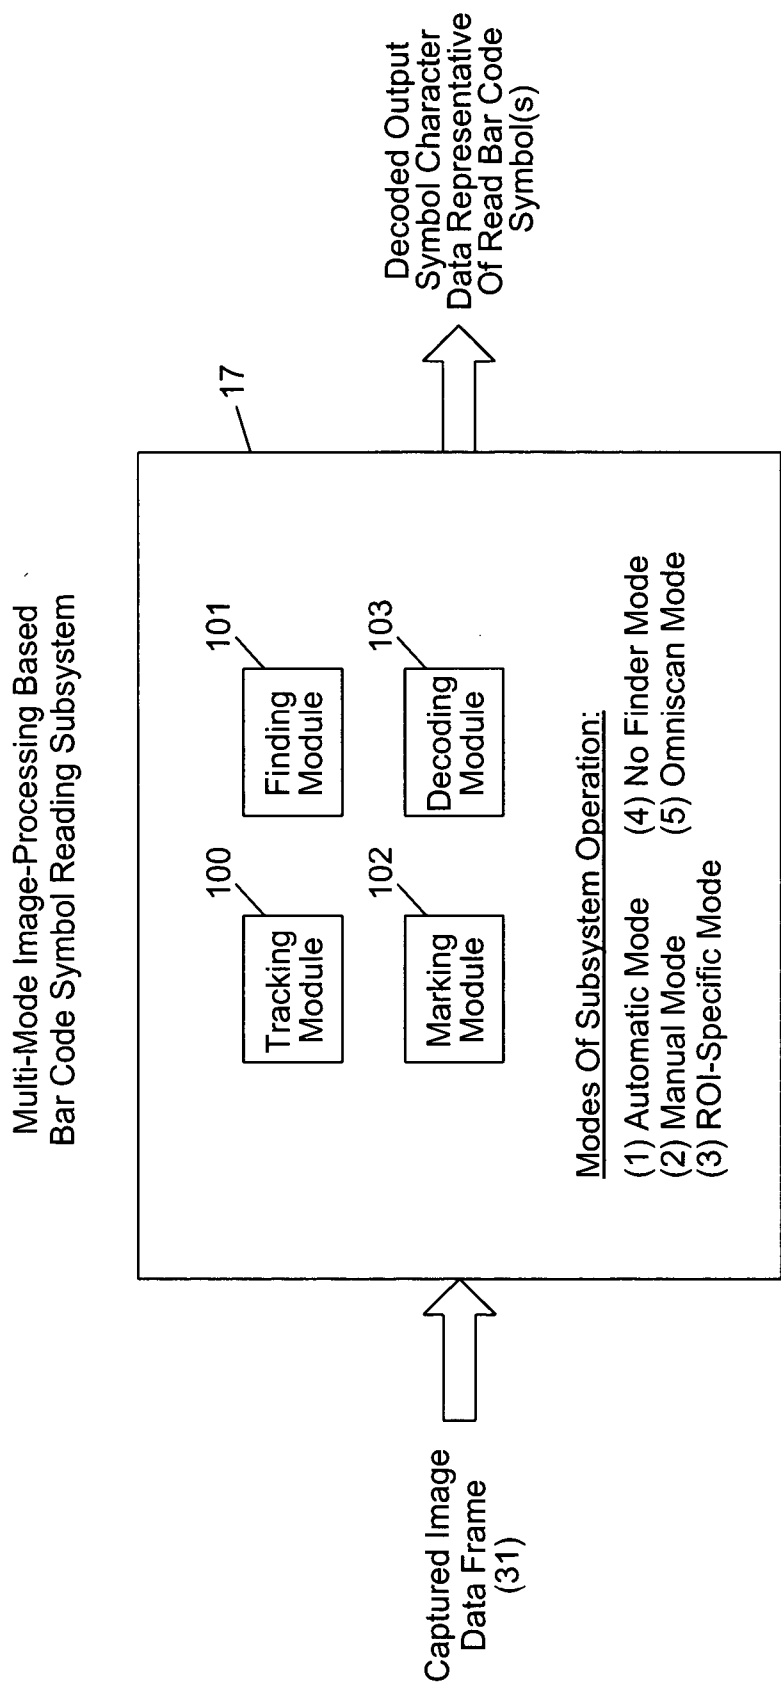 Multi-Mode Image-Processing Based
Bar Code Symbol Reading Subsystem
17
100
Tracking
Module
101
Finding
Module
102
Marking
Module
103
Decoding
Module
Modes Of Subsystem Operation:
(1) Automatic Mode
(2) Manual Mode
(3) ROI-Specific Mode
(4) No Finder Mode
(5) Omniscan Mode
Captured Image
Data Frame
(31)
Decoded Output
Symbol Character
Data Representative
Of Read Bar Code
Symbol(s)